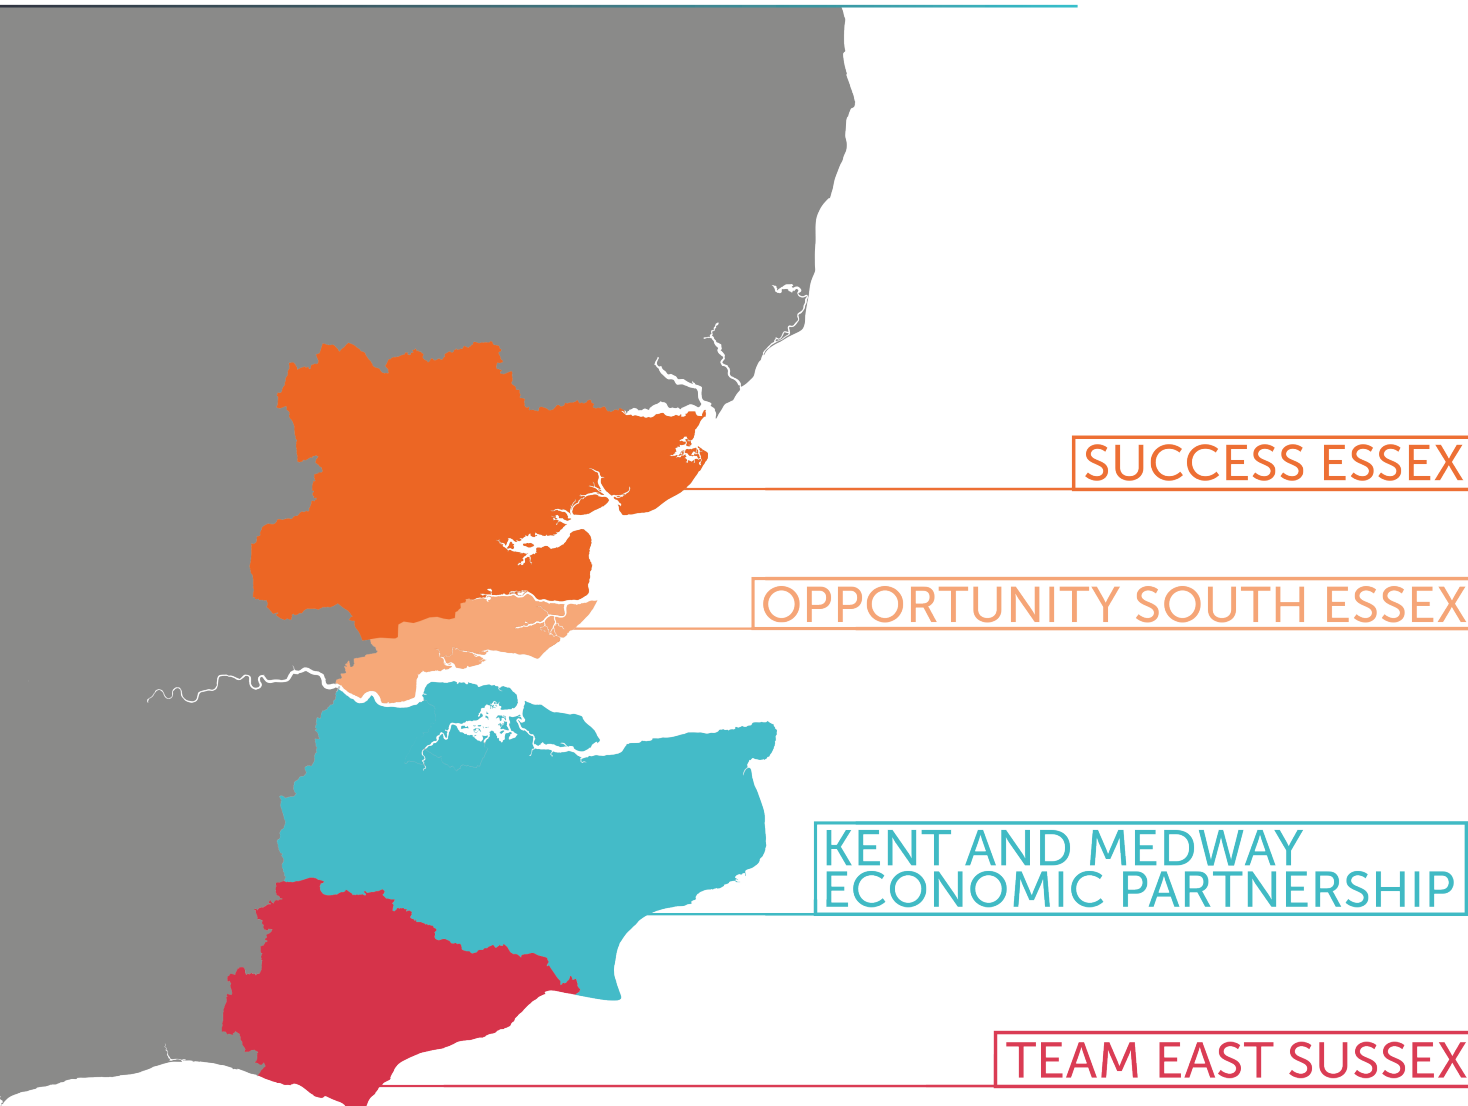 SUCCESS ESSEX
OPPORTUNITY SOUTH ESSEX
KENT AND MEDWAY
ECONOMIC PARTNERSHIP
TEAM EAST SUSSEX